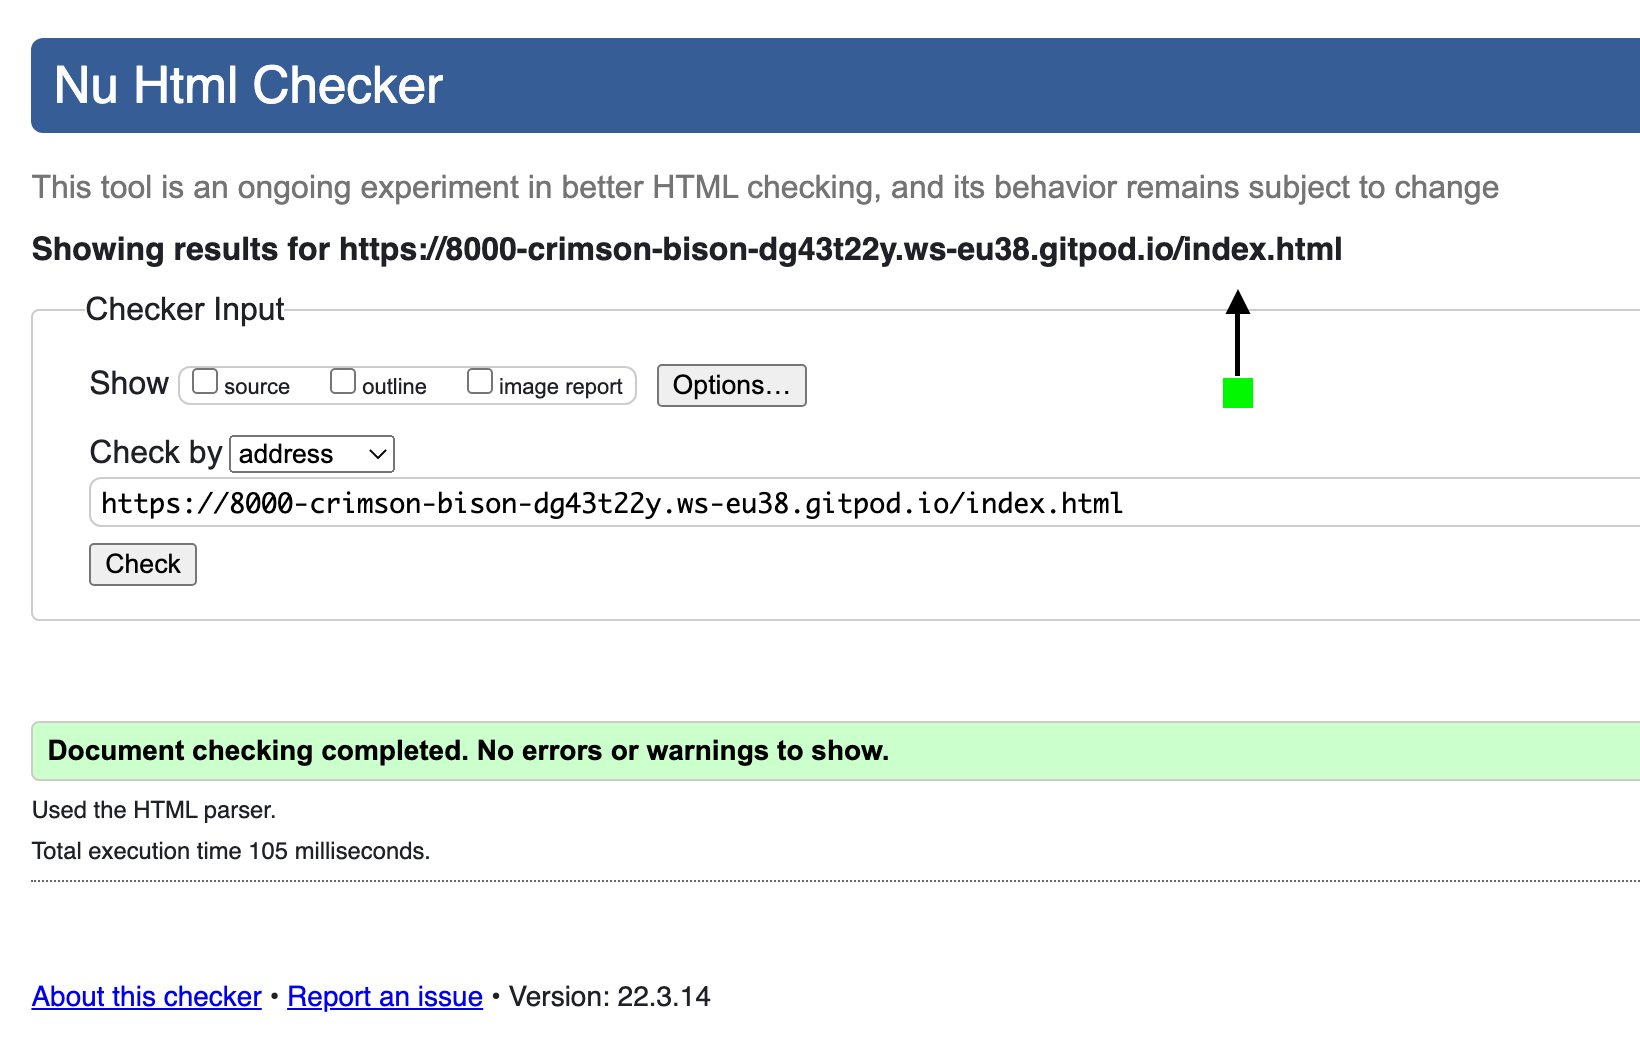 Nu Html Checker
This tool is an ongoing experiment in better HTML checking, and its behavior remains subject to change
Showing results for https://8000-crimson-bison-dg43t22y.ws-eu38.gitpod.io/index.html
Checker Input
Show source outline image report Options...
Check by address
https://8000-crimson-bison-dg43t22y.ws-eu38.gitpod.io/index.html
Check
Document checking completed. No errors or warnings to show.
Used the HTML parser.
Total execution time 105 milliseconds.
About this checker • Report an issue • Version: 22.3.14